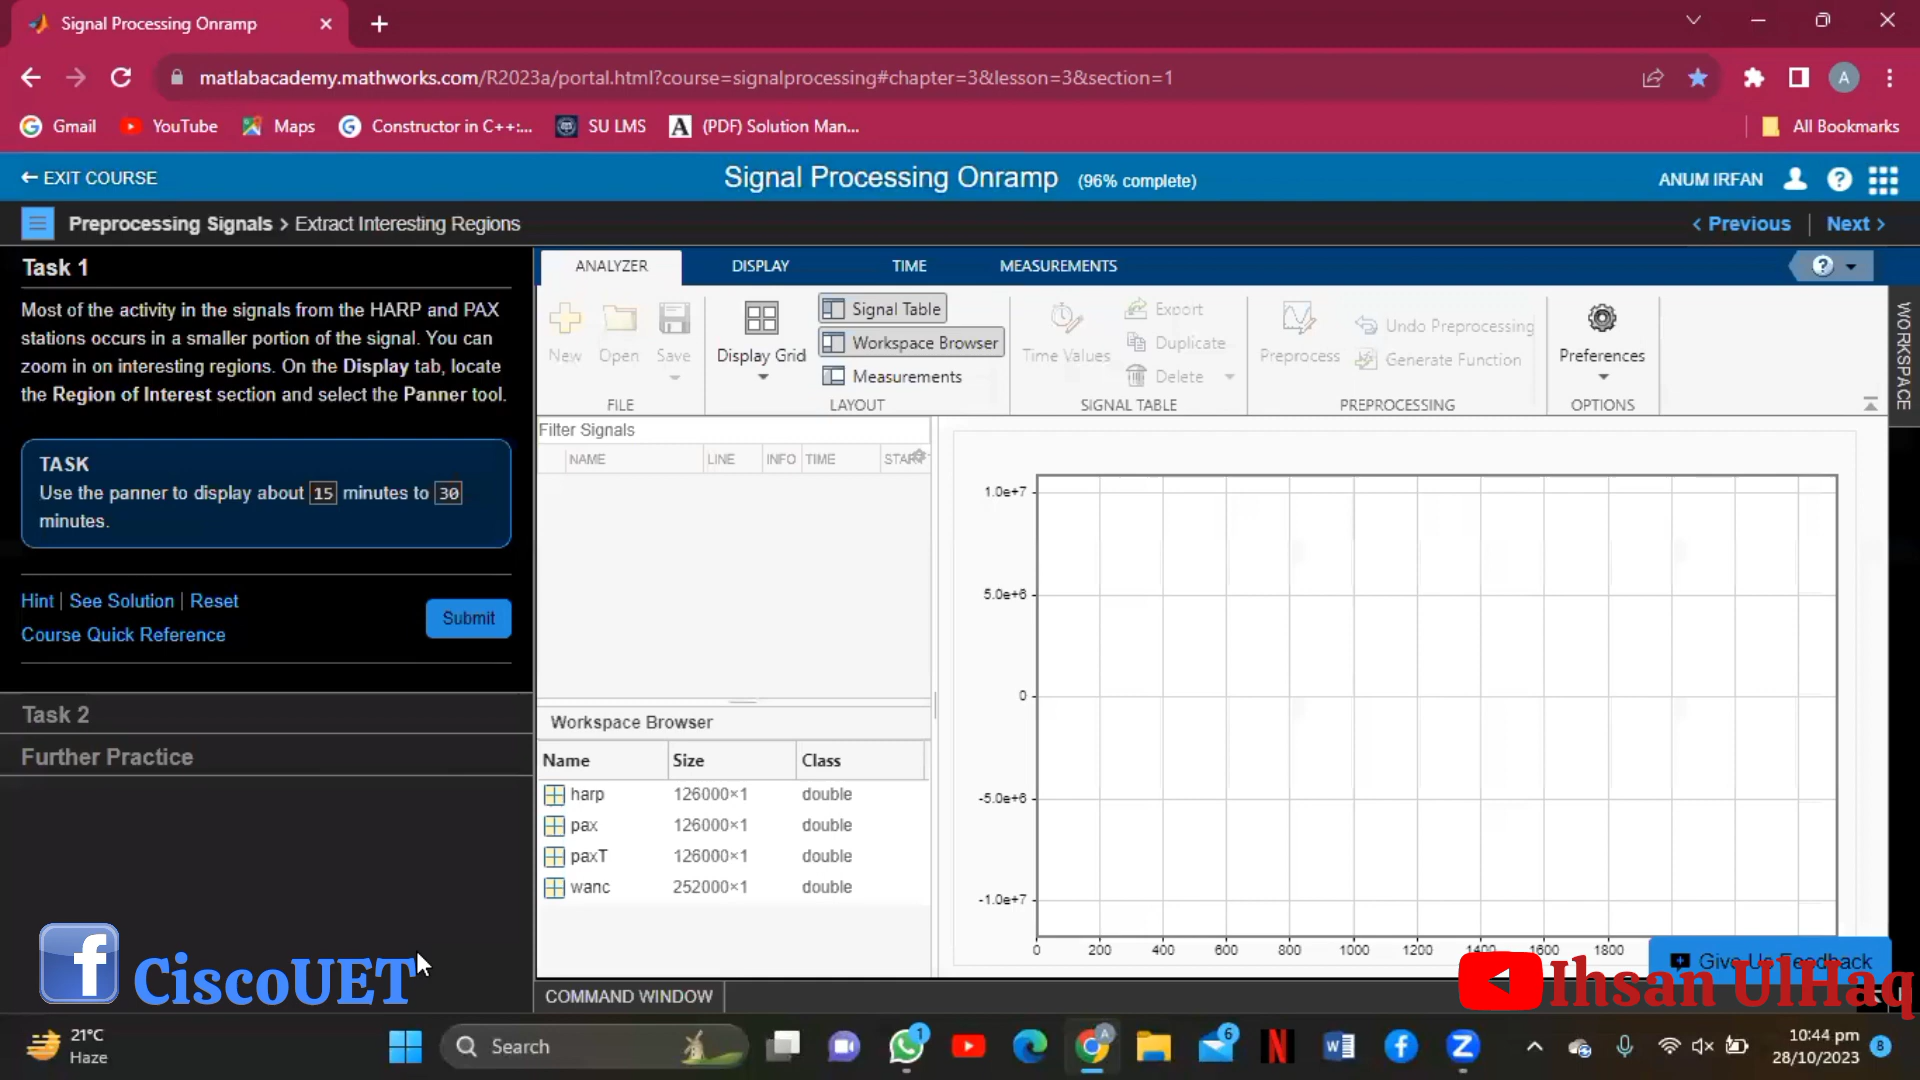 Signal Processing Onramp
matlabacademy.mathworks.com/R2023a/portal.html?course=signalprocessing#chapter=3&lesson=3&section=1
A
Gmail
YouTube
Maps
Constructor in C++:...
SU LMS
(PDF) Solution Man...
All Bookmarks
EXIT COURSE
Signal Processing Onramp (96% complete)
ANUM IRFAN
Preprocessing Signals > Extract Interesting Regions
< Previous
Next >
Task 1
Most of the activity in the signals from the HARP and PAX
stations occurs in a smaller portion of the signal. You can
zoom in on interesting regions. On the Display tab, locate
the Region of Interest section and select the Panner tool.
TASK
Use the panner to display about 15 minutes to 30
minutes.
Hint | See Solution | Reset
Submit
Course Quick Reference
Task 2
Further Practice
ANALYZER
DISPLAY
TIME
MEASUREMENTS
New
Open
Save
FILE
Display Grid
Signal Table
Workspace Browser
Measurements
LAYOUT
Time Values
Export
Duplicate
Delete
SIGNAL TABLE
Preprocess
Undo Preprocessing
Generate Function
PREPROCESSING
Preferences
OPTIONS
WORKSPACE
Filter Signals
NAME LINE INFO TIME START
Workspace Browser
Name Size Class
harp 126000×1 double
pax 126000×1 double
paxT 126000×1 double
wanc 252000×1 double
1.0e+7
5.0e+6
0
-5.0e+6
-1.0e+7
0 200 400 600 800 1000 1200 1400 1600 1800
Give Us Feedback
COMMAND WINDOW
f CiscoUET
Ihsan UlHaq
21°C
Haze
Search
1
A
6
10:44 pm
28/10/2023
8